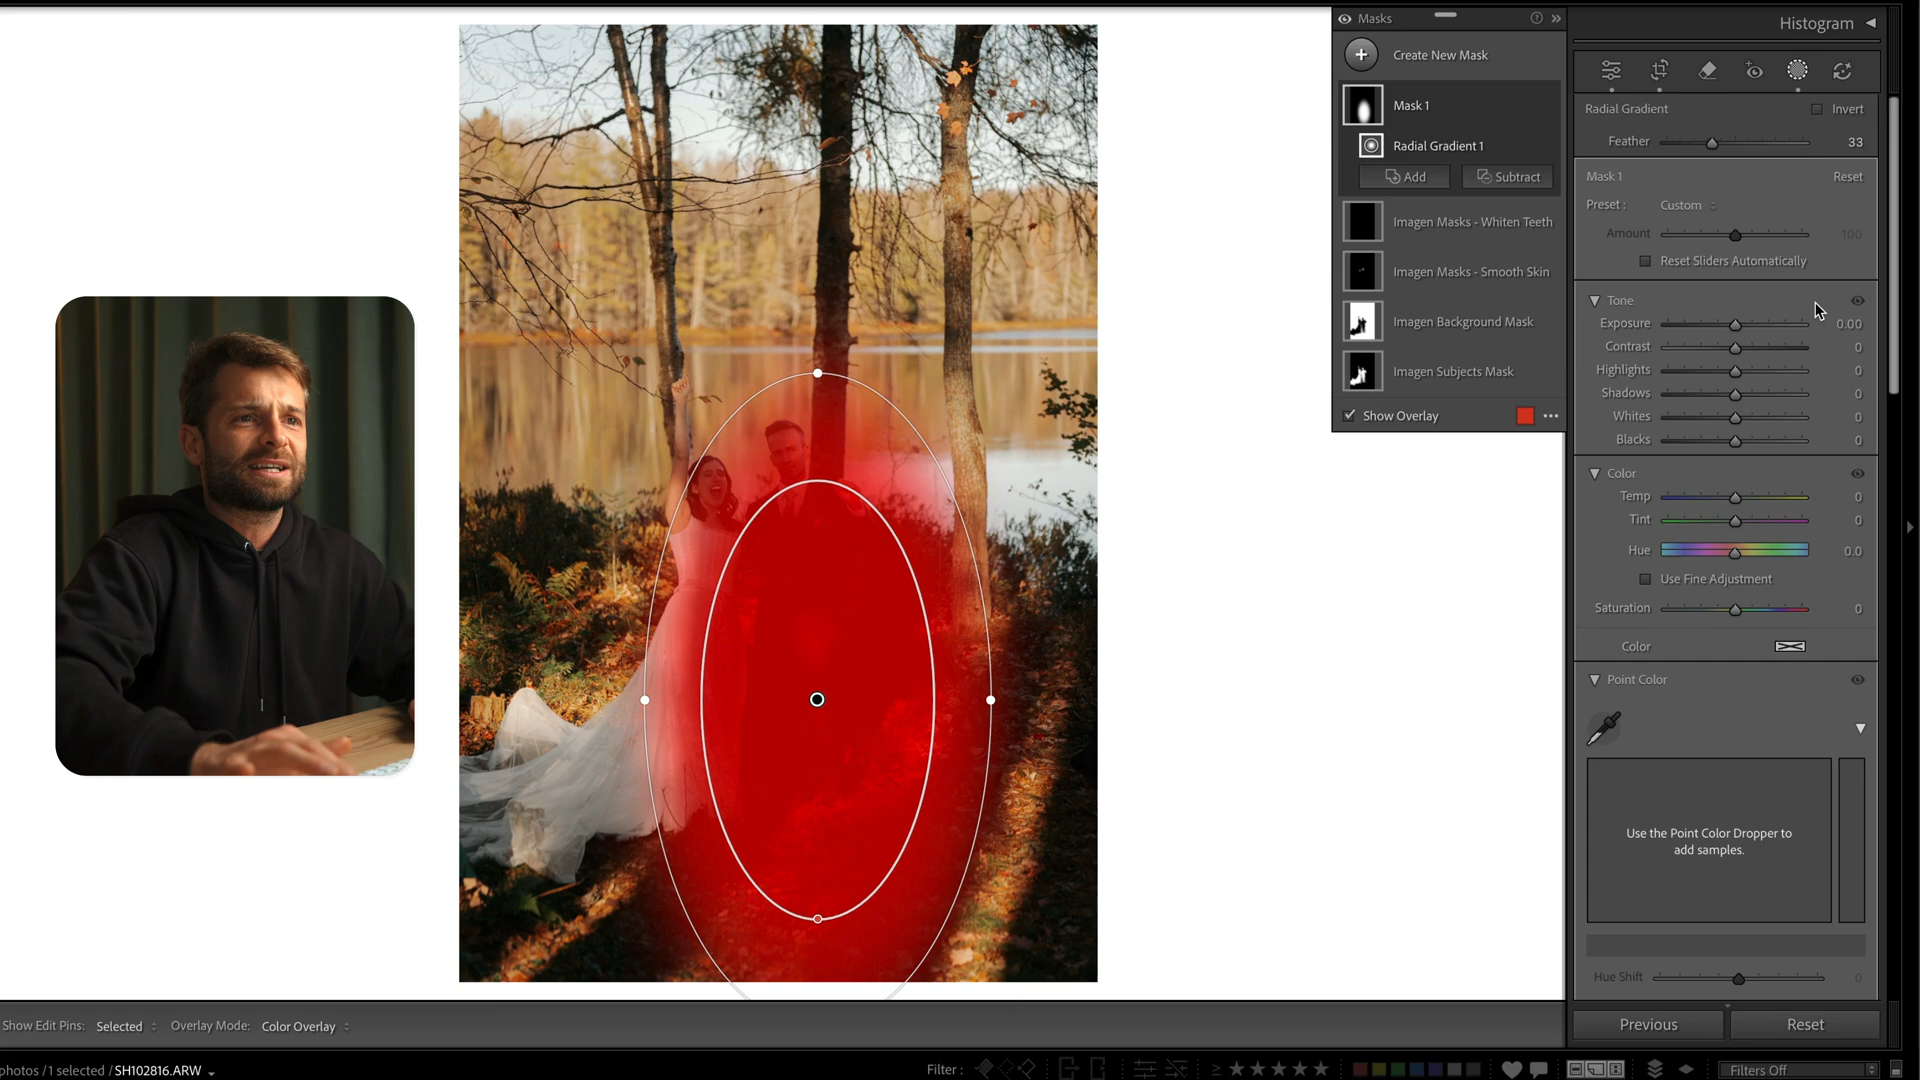 Masks
Create New Mask
Mask 1
Radial Gradient 1
Add
Subtract
Imagen Masks - Whiten Teeth
Imagen Masks - Smooth Skin
Imagen Background Mask
Imagen Subjects Mask
Show Overlay
Histogram
Radial Gradient
Invert
Feather 33
Mask 1 Reset
Preset : Custom
Amount 100
Reset Sliders Automatically
Tone
Exposure 0.00
Contrast 0
Highlights 0
Shadows 0
Whites 0
Blacks 0
Color
Temp 0
Tint 0
Hue 0.0
Use Fine Adjustment
Saturation 0
Color
Point Color
Use the Point Color Dropper to
add samples.
Hue Shift 0
Previous Reset
Show Edit Pins: Selected Overlay Mode: Color Overlay
photos / 1 selected / SH102816.ARW
Filter :
Filters Off